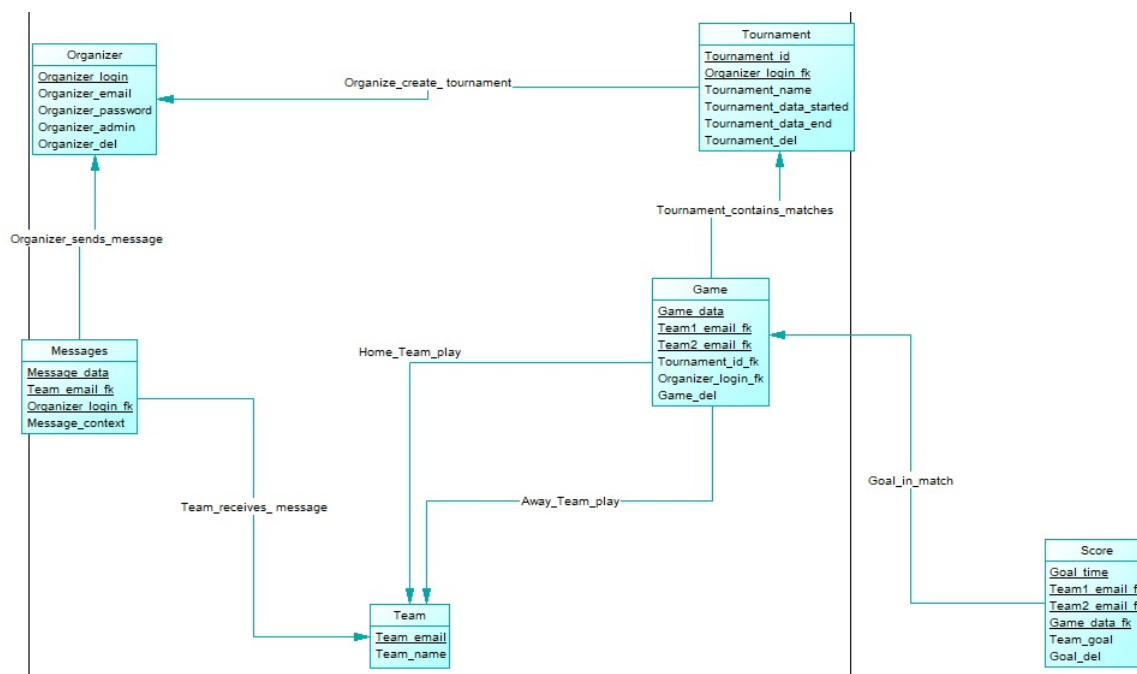 Tournament
Tournament_id
Organizer_login_fk
Tournament_name
Tournament_data_started
Tournament_data_end
Tournament_del
Organizer
Organizer_login
Organizer_email
Organizer_password
Organizer_admin
Organizer_del
Organize_create_ tournament
Tournament_contains_matches
Organizer_sends_message
Game
Game_data
Team1_email_fk
Team2_email_fk
Tournament_id_fk
Organizer_login_fk
Game_del
Messages
Message_data
Team_email_fk
Organizer_login_fk
Message_context
Home_Team_play
Goal_in_match
Away_Team_play
Team_receives_ message
Score
Goal_time
Team1_email_f
Team2_email_f
Game_data_fk
Team_goal
Goal_del
Team
Team_email
Team_name